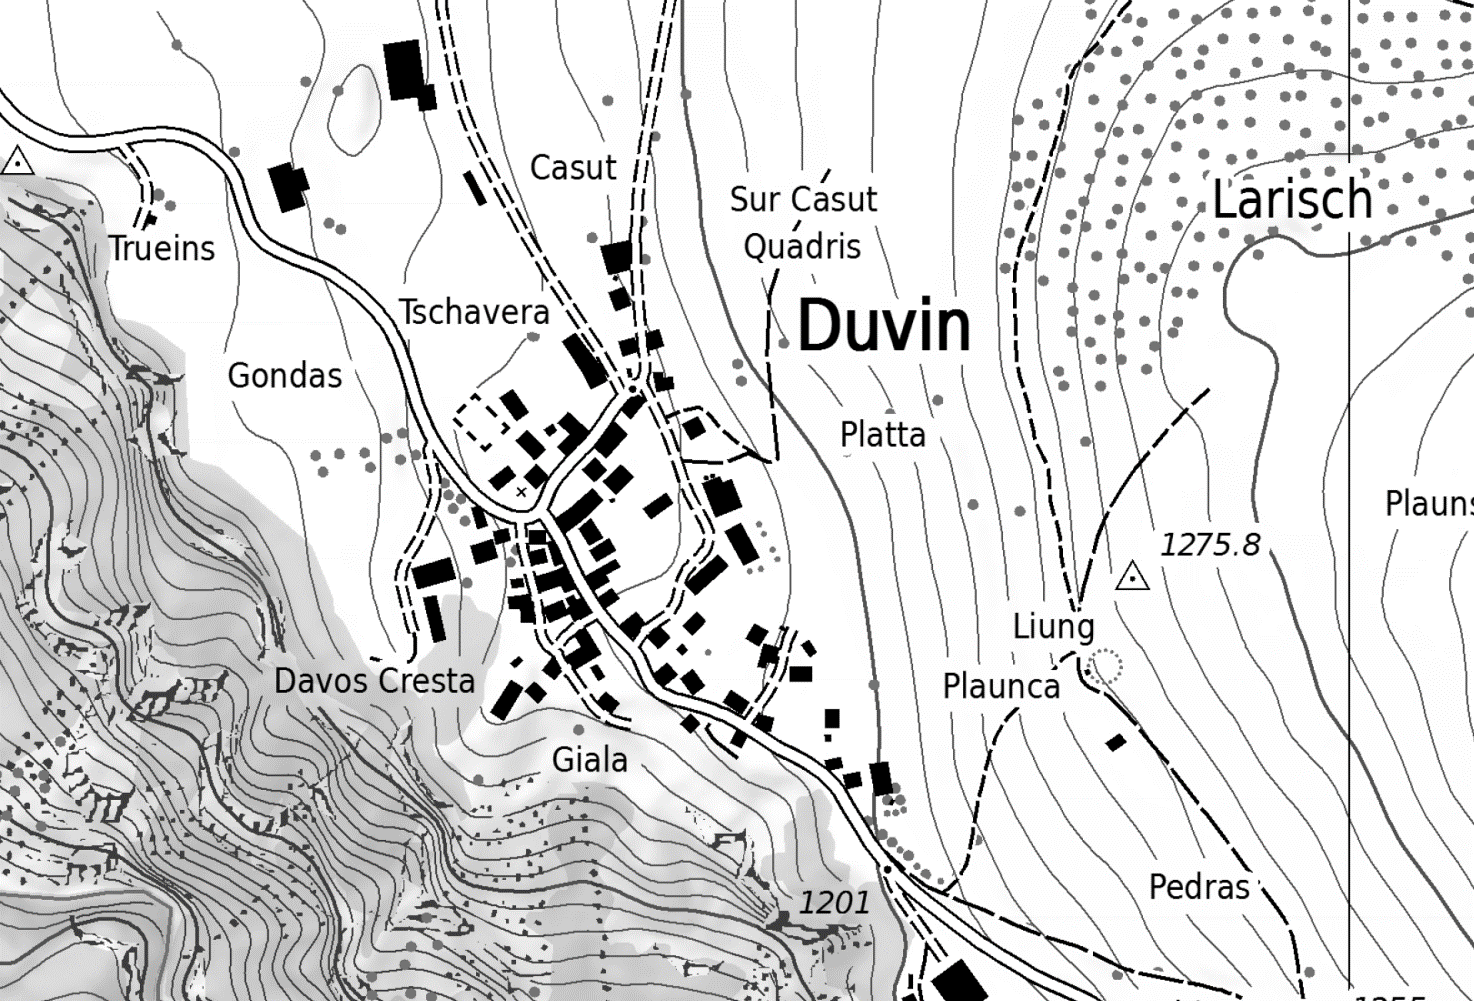 Casut
Sur Casut
Larisch
Trueins
Quadris
Tschavera
Duvin
Gondas
Platta
Plauns
1275.8
Liung
Davos Cresta
Plaunca
Giala
Pedras
1201